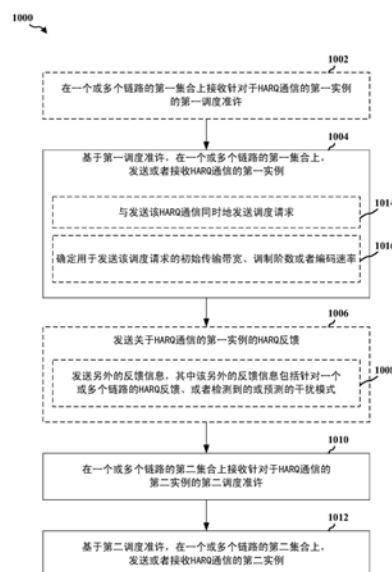 1000
1002
在一个或多个链路的第一集合上接收针对于HARQ通信的第一实例
的第一调度准许
1004
基于第一调度准许，在一个或多个链路的第一集合上，
发送或者接收HARQ通信的第一实例
1014
与发送该HARQ通信同时地发送调度请求
1016
确定用于发送该调度请求的初始传输带宽、调制阶数或者编码速率
1006
发送关于HARQ通信的第一实例的HARQ反馈
1008
发送另外的反馈信息，其中该另外的反馈信息包括针对一个
或多个链路的HARQ反馈、或者检测到的或预测的干扰模式
1010
在一个或多个链路的第二集合上接收针对于HARQ通信的
第二实例的第二调度准许
1012
基于第二调度准许，在一个或多个链路的第二集合上，
发送或者接收HARQ通信的第二实例